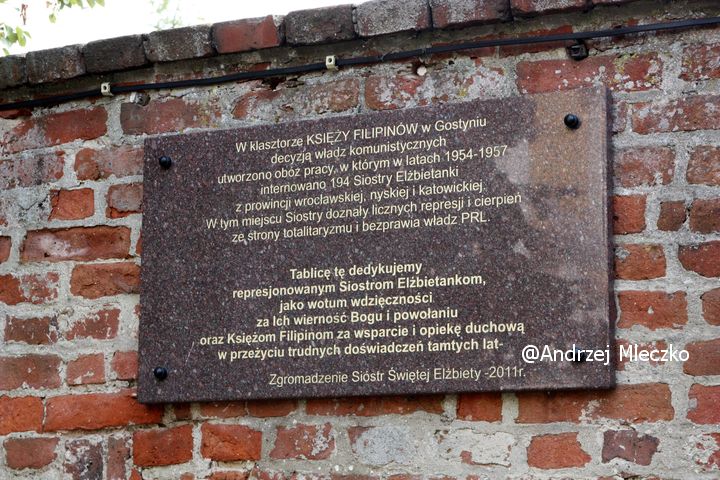 W klasztorze KSIĘŻY FILIPINÓW w Gostyniu
decyzją władz komunistycznych
utworzono obóz pracy, w którym w latach 1954-1957
internowano 194 Siostry Elżbietanki
z prowincji wrocławskiej, nyskiej i katowickiej.
W tym miejscu Siostry doznały licznych represji i cierpień
ze strony totalitaryzmu i bezprawia władz PRL.
Tablicę tę dedykujemy
represjonowanym Siostrom Elżbietankom,
jako wotum wdzięczności
za Ich wierność Bogu i powołaniu
oraz Księżom Filipinom za wsparcie i opiekę duchową
w przeżyciu trudnych doświadczeń tamtych lat-
Zgromadzenie Sióstr Świętej Elżbiety -2011r.
@Andrzej Mleczko